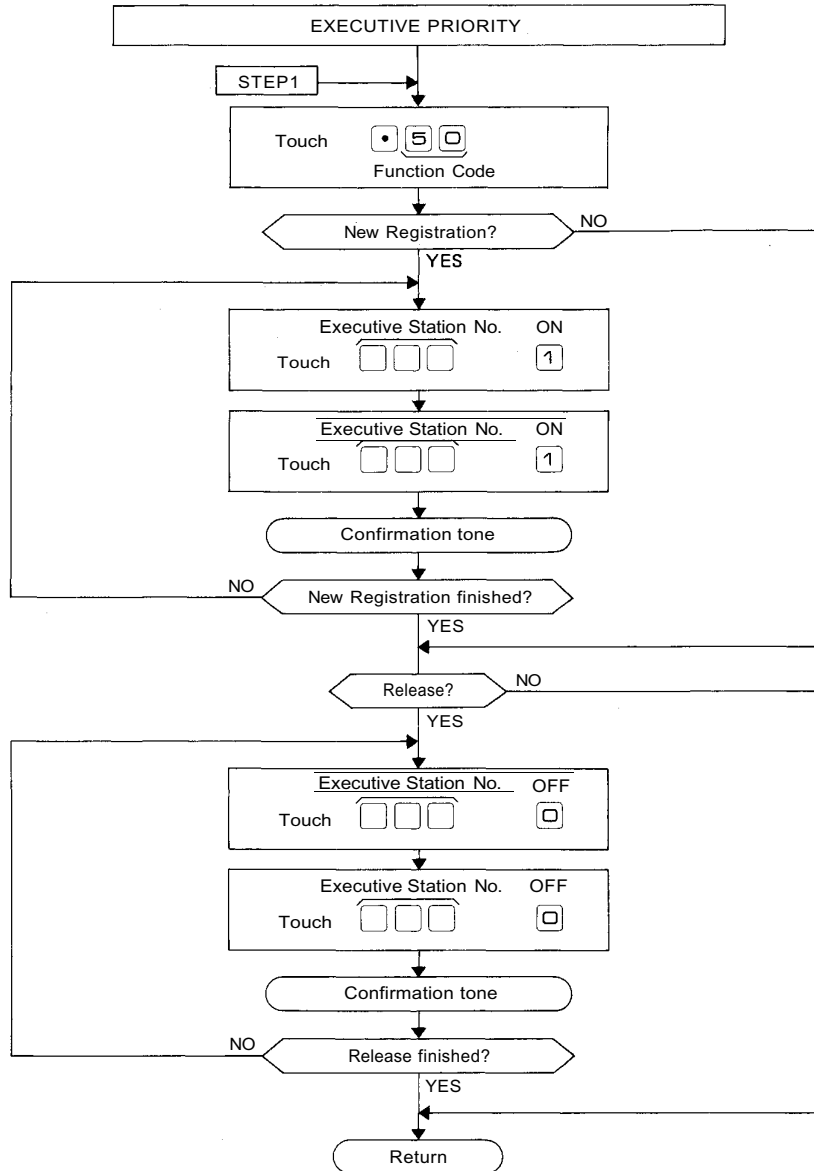 EXECUTIVE PRIORITY
STEP1
Touch • 5 0
Function Code
New Registration? NO
YES
Executive Station No. ON
Touch 1
Executive Station No. ON
Touch 1
Confirmation tone
NO New Registration finished?
YES
Release? NO
YES
Executive Station No. OFF
Touch 0
Executive Station No. OFF
Touch 0
Confirmation tone
NO Release finished?
YES
Return